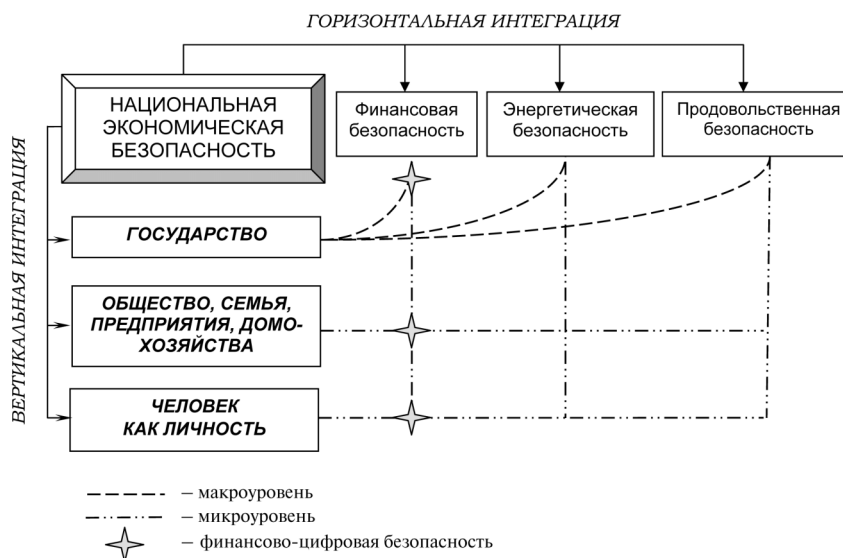 ГОРИЗОНТАЛЬНАЯ ИНТЕГРАЦИЯ
НАЦИОНАЛЬНАЯ
ЭКОНОМИЧЕСКАЯ
БЕЗОПАСНОСТЬ
Финансовая
безопасность
Энергетическая
безопасность
Продовольственная
безопасность
ВЕРТИКАЛЬНАЯ ИНТЕГРАЦИЯ
ГОСУДАРСТВО
ОБЩЕСТВО, СЕМЬЯ,
ПРЕДПРИЯТИЯ, ДОМО-
ХОЗЯЙСТВА
ЧЕЛОВЕК
КАК ЛИЧНОСТЬ
– макроуровень
– микроуровень
– финансово-цифровая безопасность